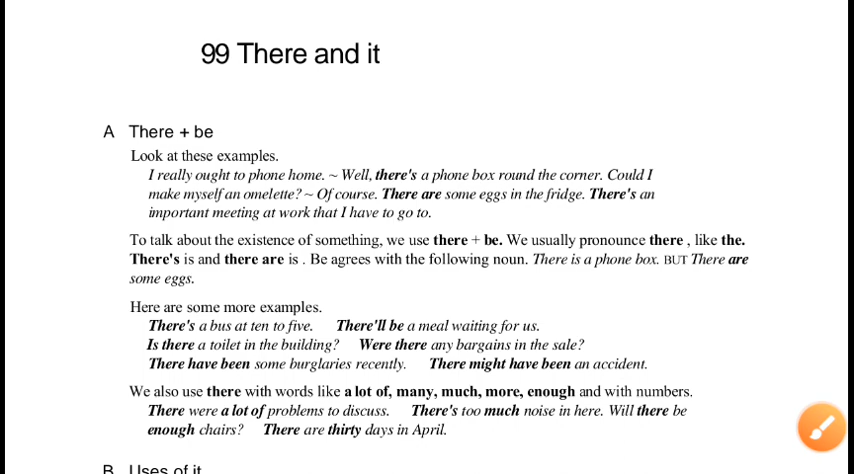 99 There and it
A There + be
Look at these examples.
I really ought to phone home. ~ Well, there's a phone box round the corner. Could I
make myself an omelette? ~ Of course. There are some eggs in the fridge. There's an
important meeting at work that I have to go to.
To talk about the existence of something, we use there + be. We usually pronounce there , like the.
There's is and there are is . Be agrees with the following noun. There is a phone box. BUT There are
some eggs.
Here are some more examples.
There's a bus at ten to five. There'll be a meal waiting for us.
Is there a toilet in the building? Were there any bargains in the sale?
There have been some burglaries recently. There might have been an accident.
We also use there with words like a lot of, many, much, more, enough and with numbers.
There were a lot of problems to discuss. There's too much noise in here. Will there be
enough chairs? There are thirty days in April.
B Uses of it